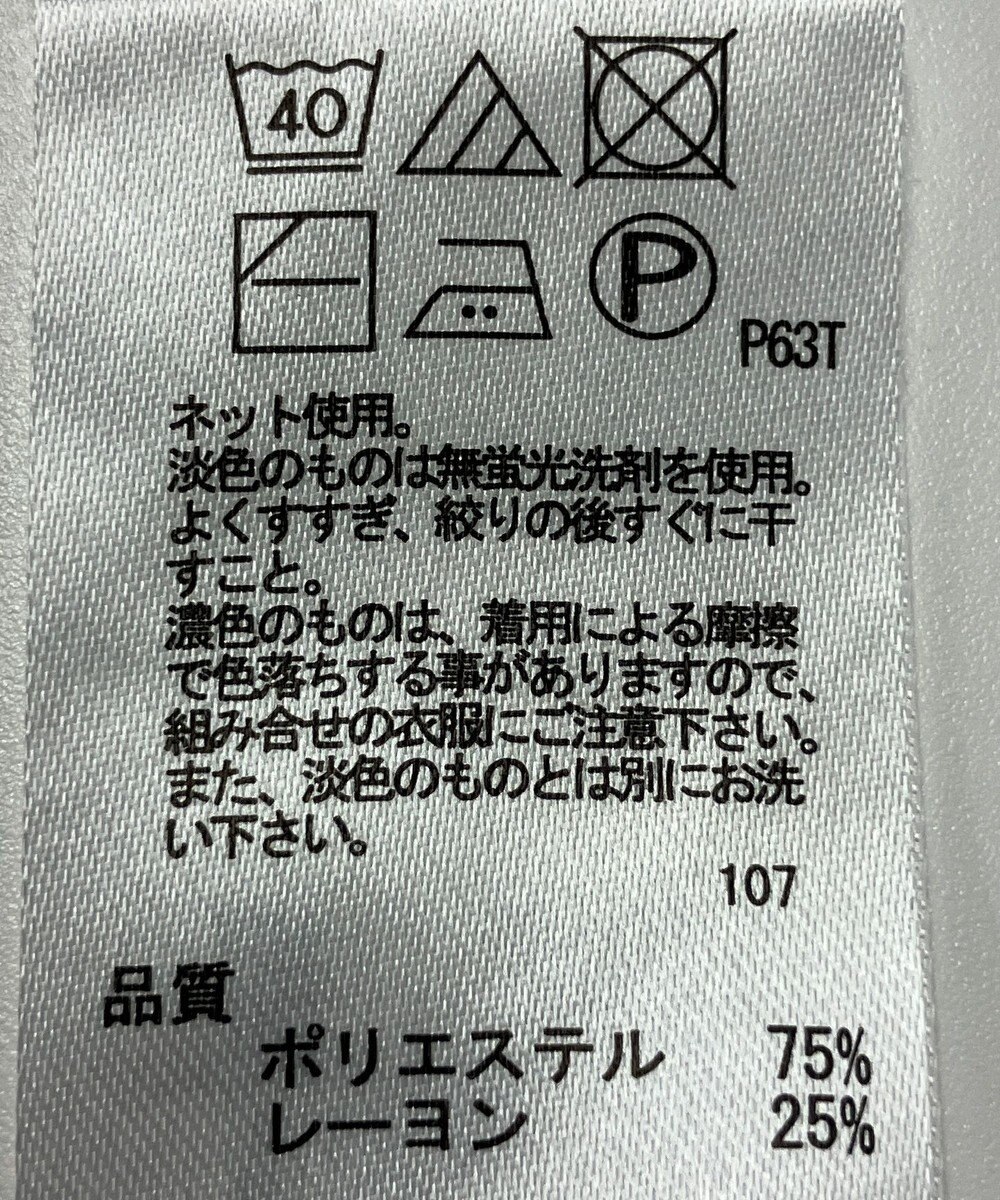 40
P
P63T
ネット使用。
淡色のものは無蛍光洗剤を使用。
よくすすぎ、絞りの後すぐに干
すこと。
濃色のものは、着用による摩擦
で色落ちする事がありますので、
組み合せの衣服にご注意下さい。
また、淡色のものとは別にお洗
い下さい。
107
品質
ポリエステル 75%
レーヨン 25%